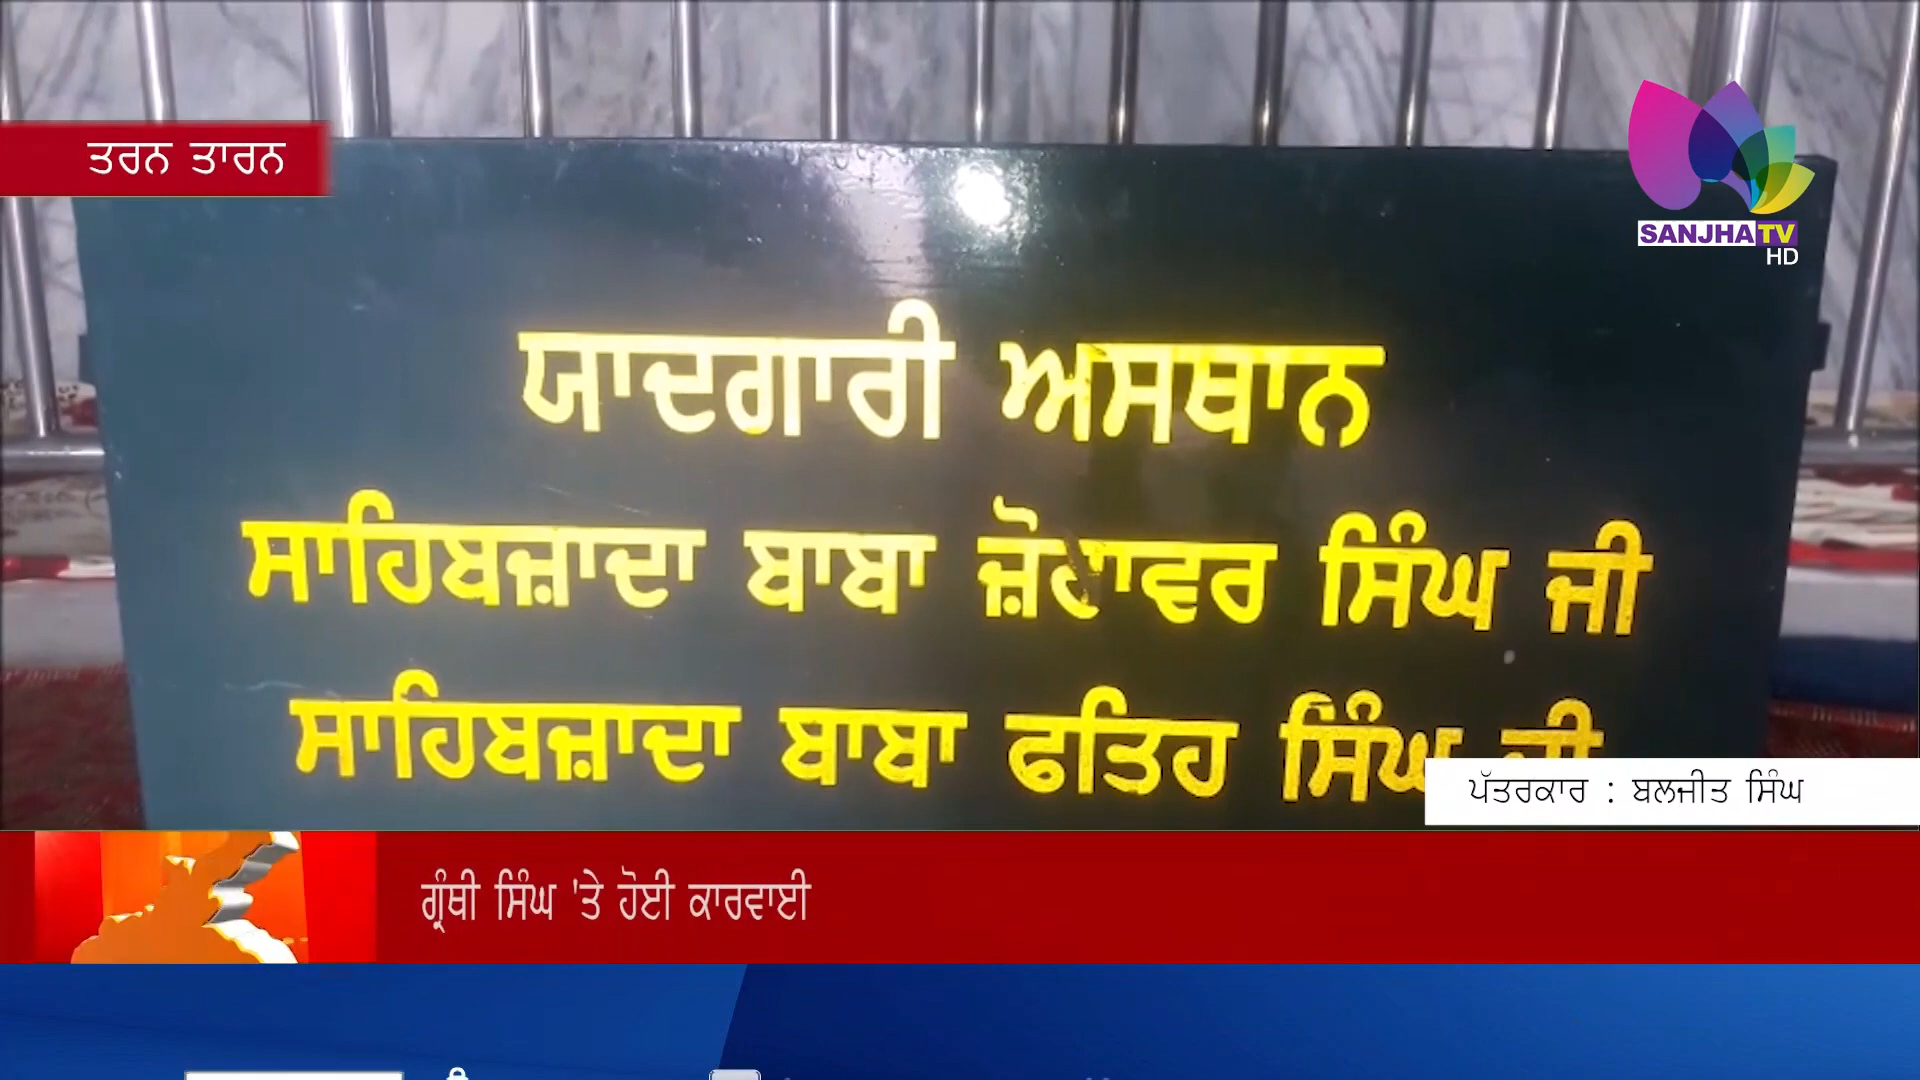 ਤਰਨ ਤਾਰਨ
SANJHA TV
HD
ਯਾਦਗਾਰੀ ਅਸਥਾਨ
ਸਾਹਿਬਜ਼ਾਦਾ ਬਾਬਾ ਜ਼ੋਰਾਵਰ ਸਿੰਘ ਜੀ
ਸਾਹਿਬਜ਼ਾਦਾ ਬਾਬਾ ਫਤਿਹ ਸਿੰਘ ਜੀ
ਪੱਤਰਕਾਰ : ਬਲਜੀਤ ਸਿੰਘ
ਗ੍ਰੰਥੀ ਸਿੰਘ 'ਤੇ ਹੋਈ ਕਾਰਵਾਈ